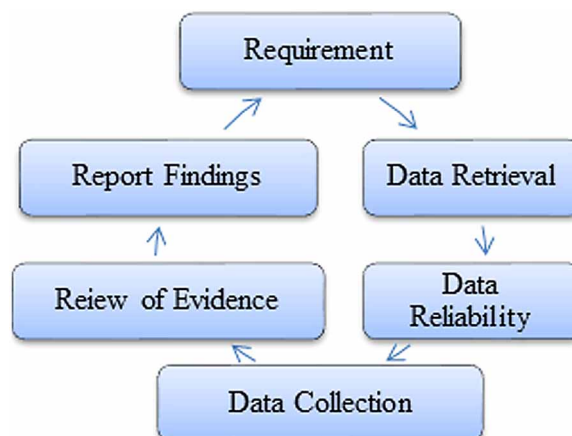 Requirement
Report Findings
Data Retrieval
Reiew of Evidence
Data
Reliability
Data Collection